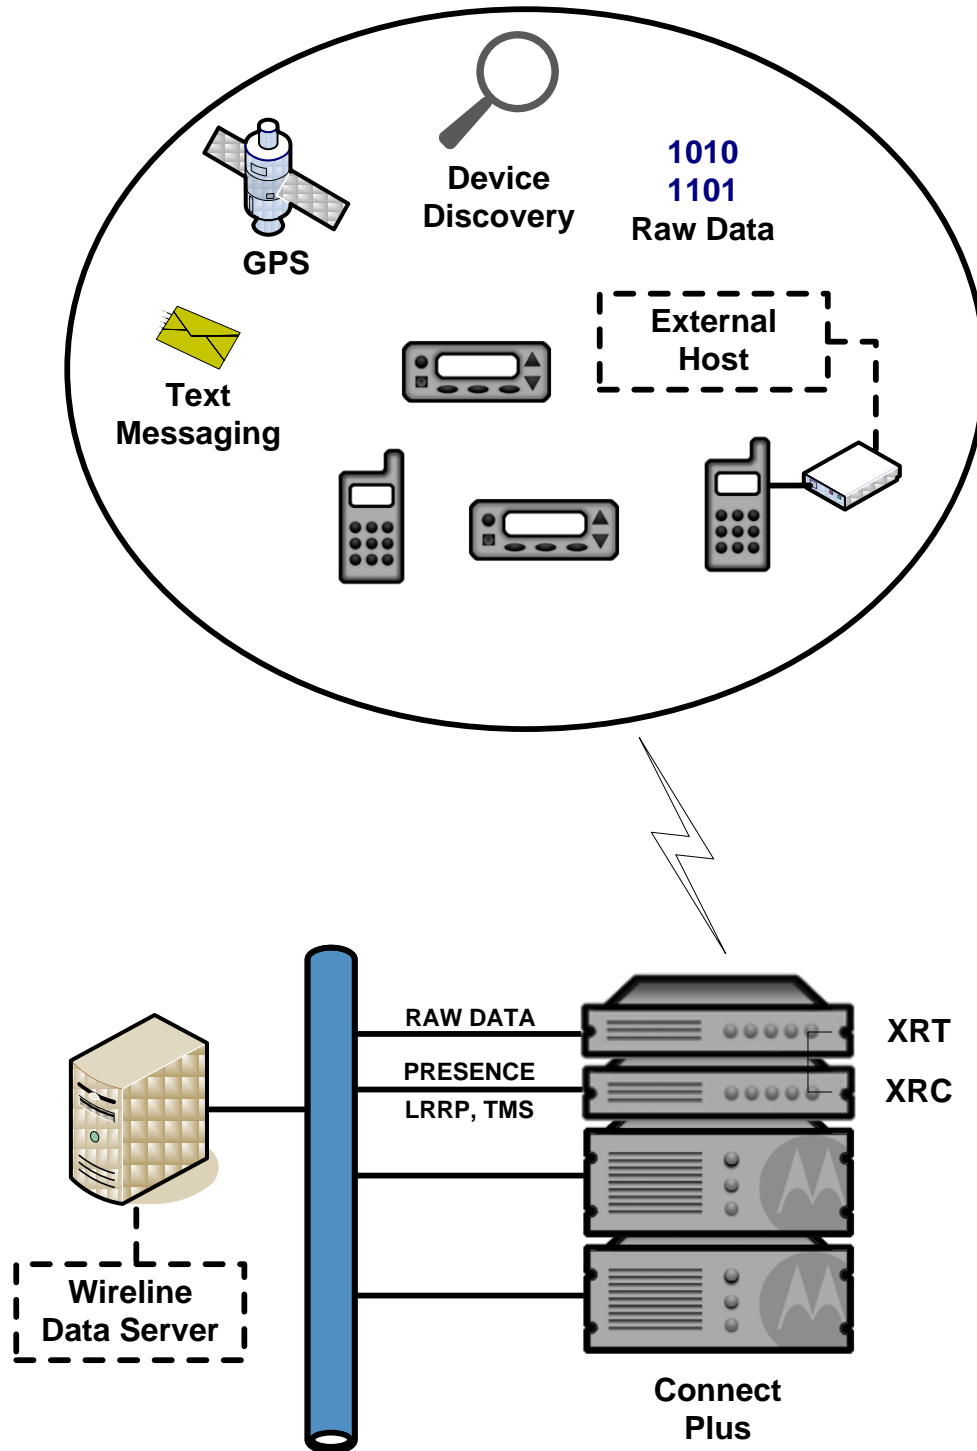 Device
Discovery
1010
1101
Raw Data
GPS
External
Host
Text
Messaging
RAW DATA
XRT
PRESENCE
XRC
LRRP, TMS
Wireline
Data Server
Connect
Plus